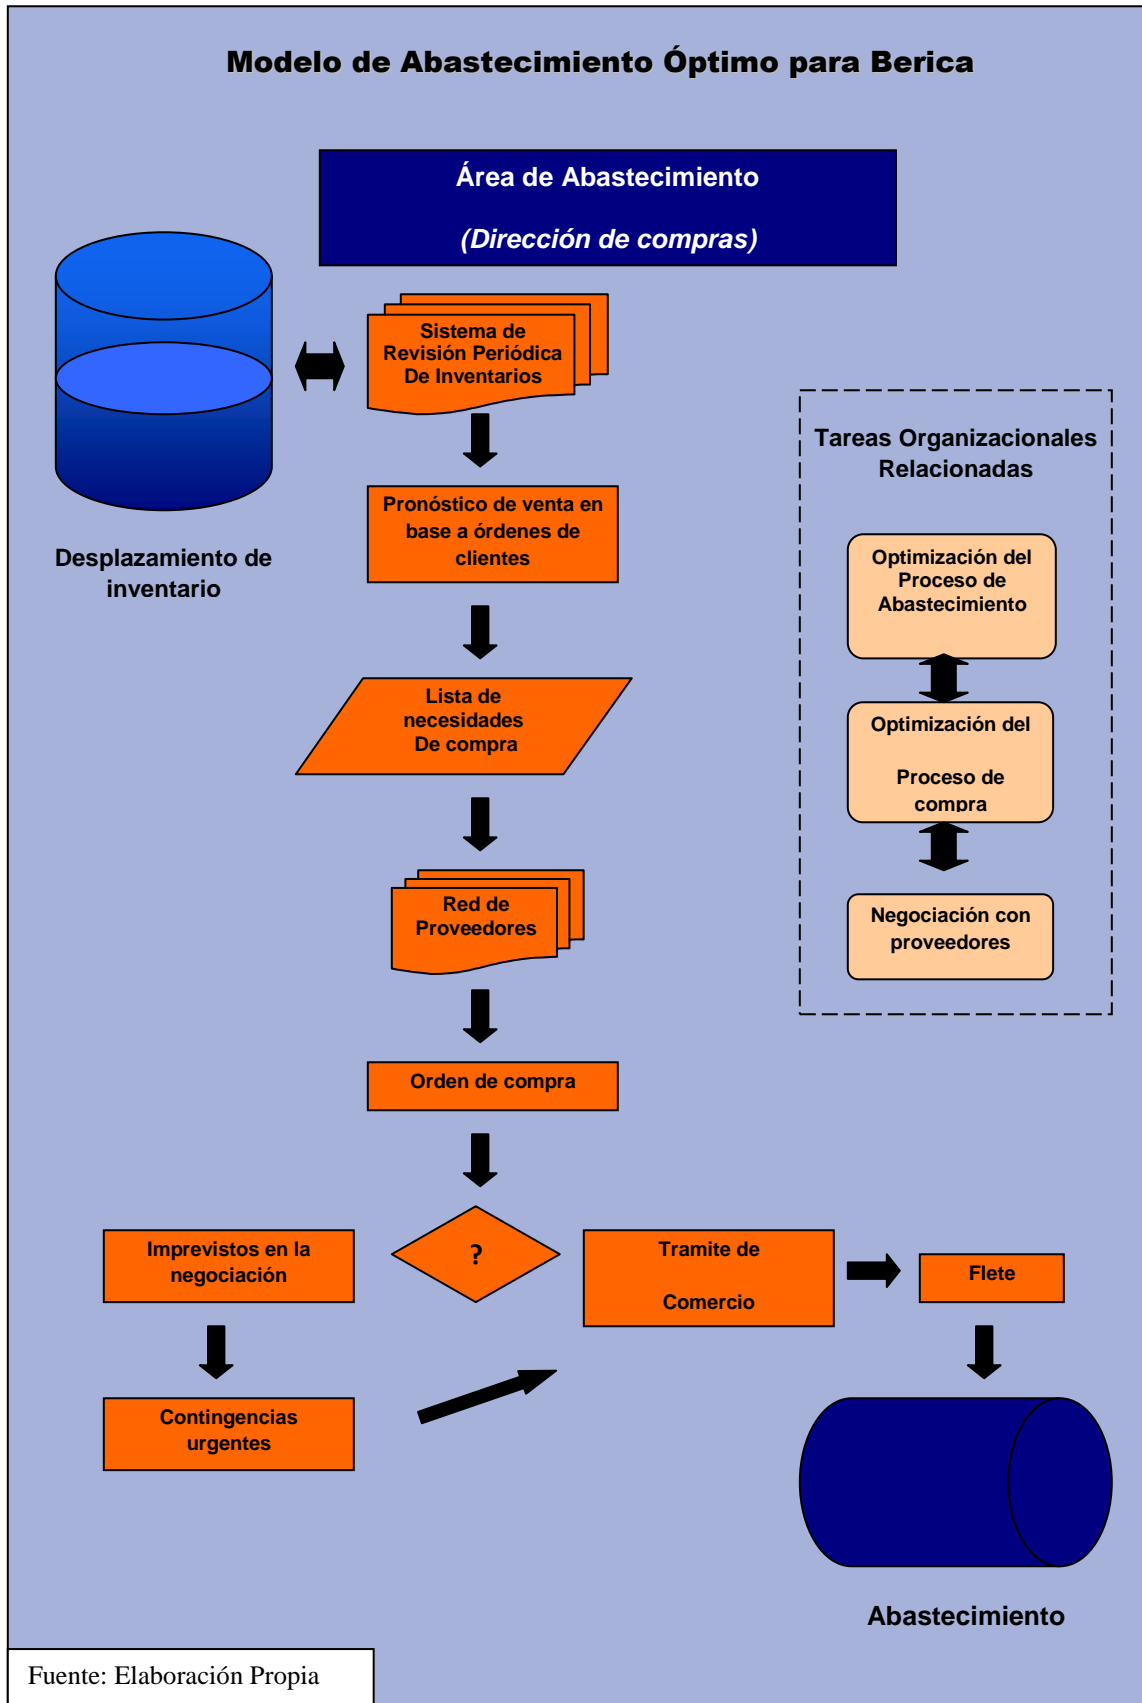 Modelo de Abastecimiento Óptimo para Berica
Área de Abastecimiento
(Dirección de compras)
Sistema de
Revisión Periódica
De Inventarios
Desplazamiento de
inventario
Pronóstico de venta en
base a órdenes de
clientes
Lista de
necesidades
De compra
Red de
Proveedores
Orden de compra
?
Imprevistos en la
negociación
Contingencias
urgentes
Tramite de
Comercio
Flete
Abastecimiento
Tareas Organizacionales
Relacionadas
Optimización del
Proceso de
Abastecimiento
Optimización del
Proceso de
compra
Negociación con
proveedores
Fuente: Elaboración Propia